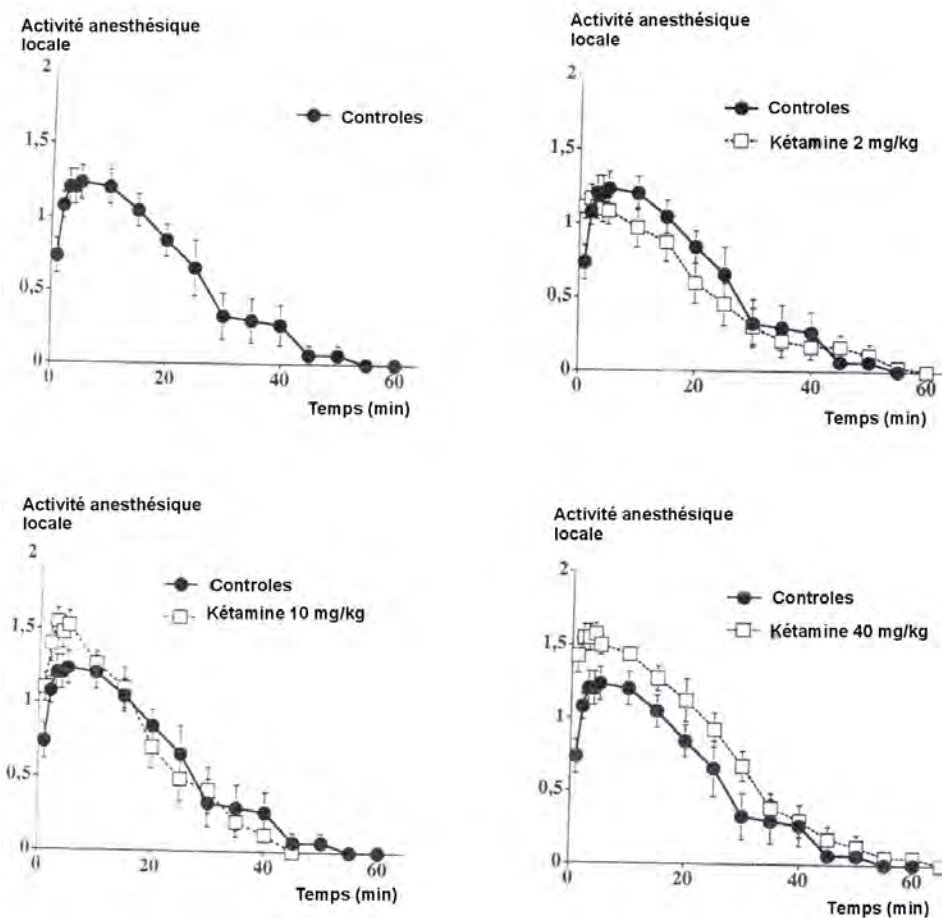 Activité anesthésique
locale
2
1,5
1
0,5
0
20
40
60
Temps (min)
Controles
Activité anesthésique
locale
2
1,5
1
0,5
0
20
40
60
Temps (min)
Controles
Kétamine 2 mg/kg
Activité anesthésique
locale
2
1,5
1
0,5
0
0
20
40
60
Temps (min)
Controles
Kétamine 10 mg/kg
Activité anesthésique
locale
2
1,5
1
0,5
0
0
20
40
60
Temps (min)
Controles
Kétamine 40 mg/kg